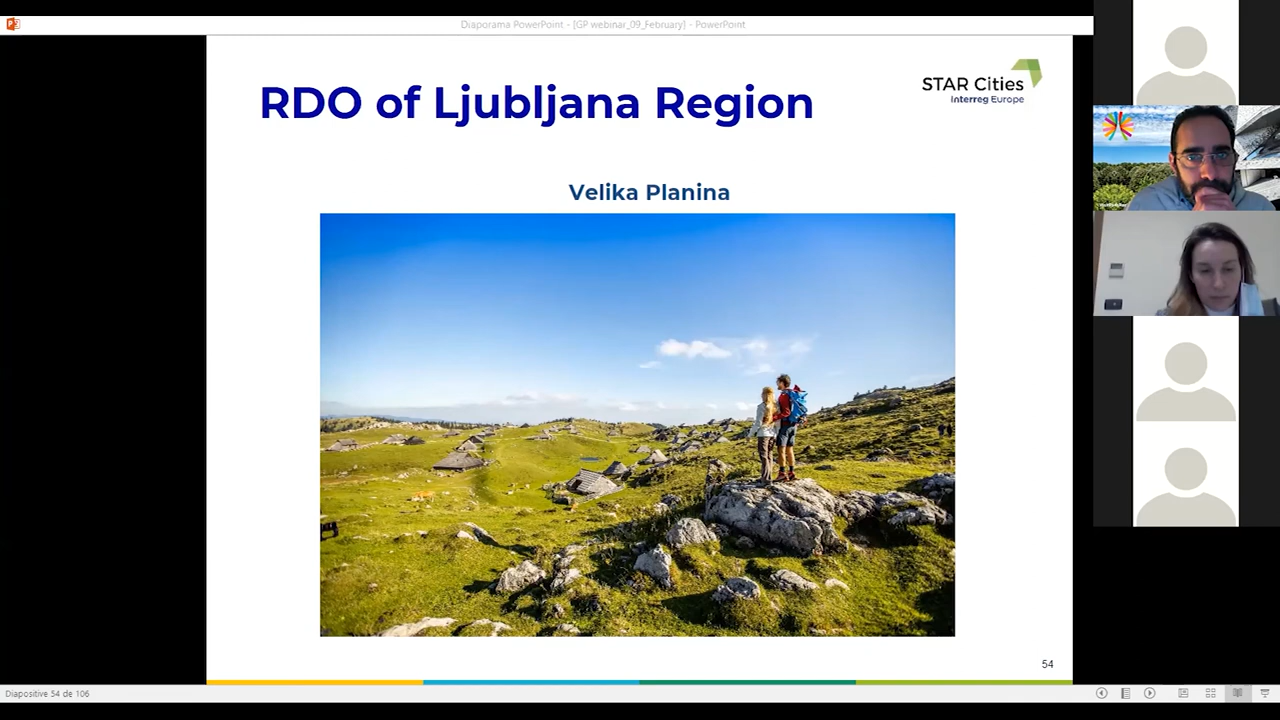 Diaporama PowerPoint - [GP webinar_09_February] - PowerPoint
RDO of Ljubljana Region
STAR Cities
Interreg Europe
Velika Planina
54
Diapositive 54 de 106